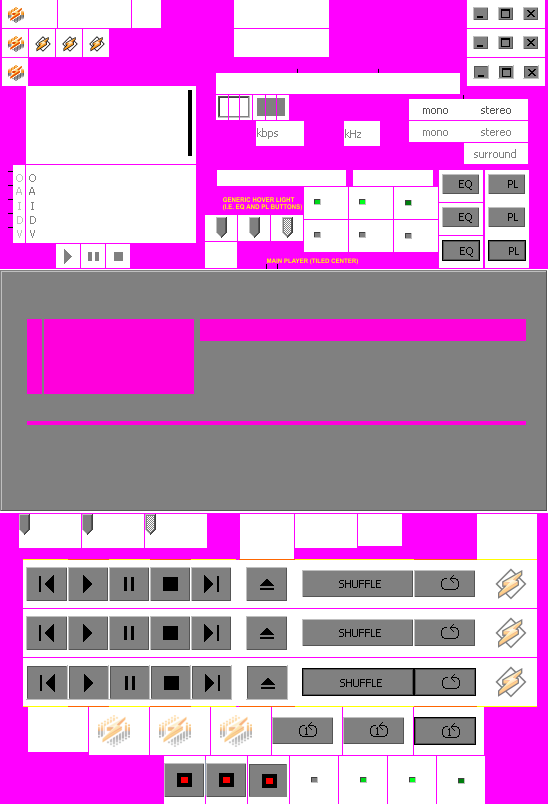 mono stereo
kbps kHz mono stereo
surround
O O
A A
I I
D D
V V
EQ PL
GENERIC HOVER LIGHT
(I.E. EQ AND PL BUTTONS)
EQ PL
EQ PL
MAIN PLAYER (TILED CENTER)
SHUFFLE
SHUFFLE
SHUFFLE
1 1 1